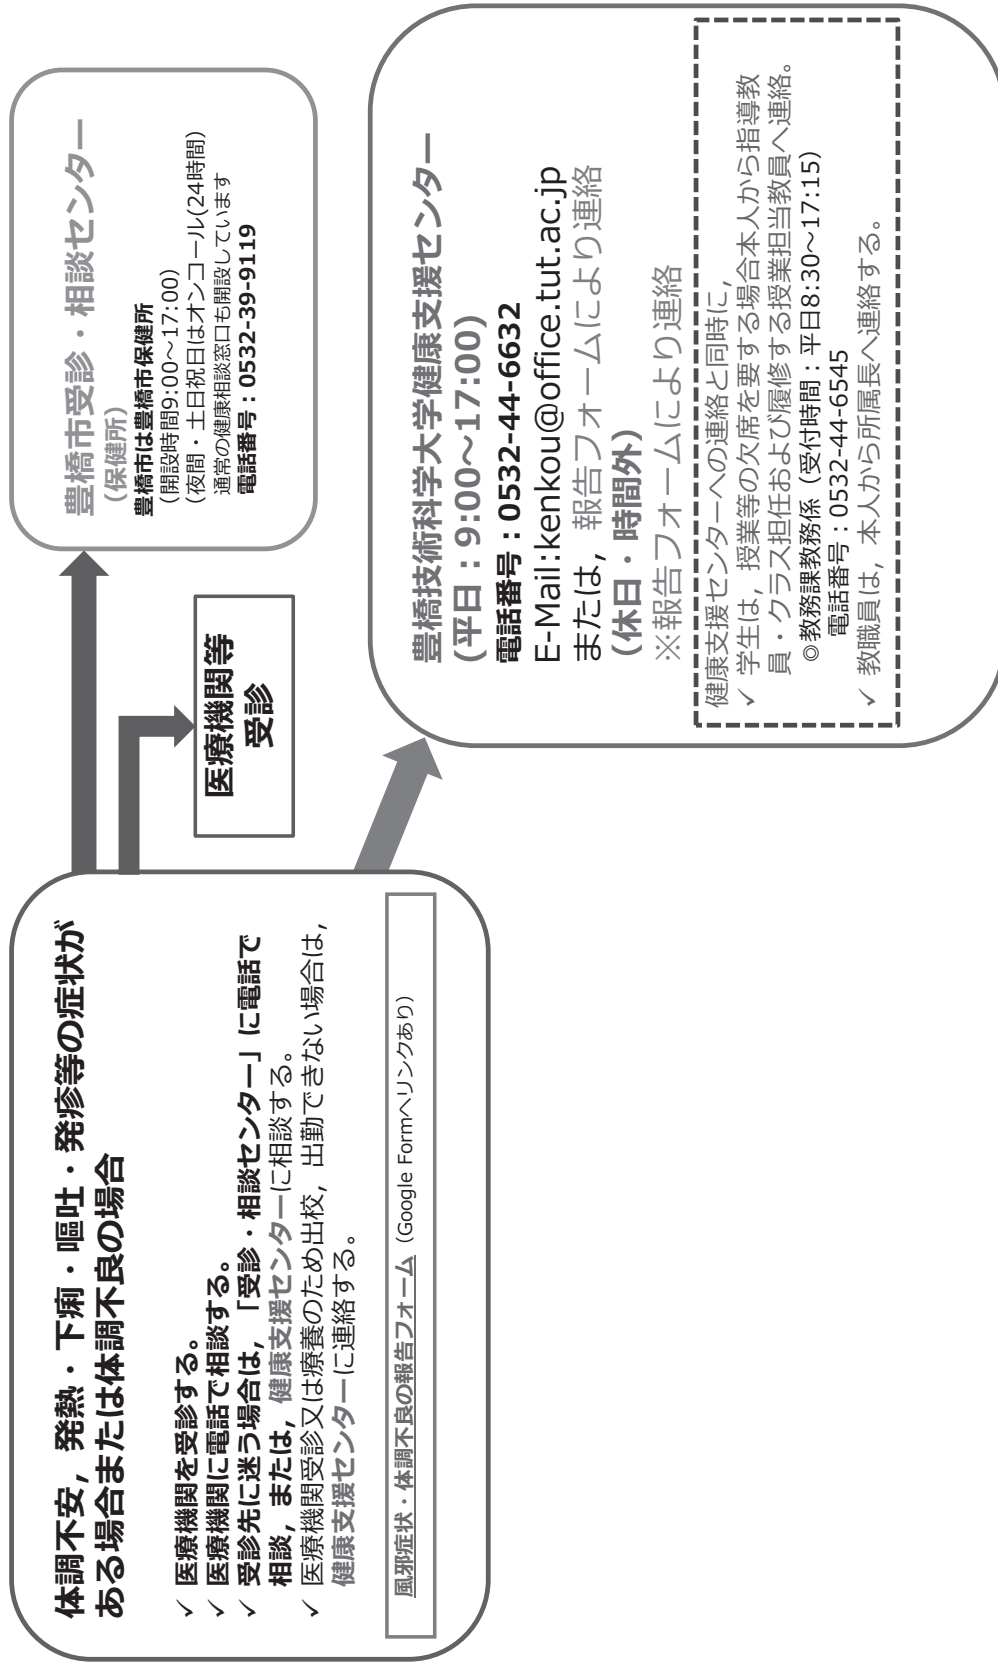 体調不安，発熱・下痢・嘔吐・発疹等の症状が
ある場合または体調不良の場合
✓ 医療機関を受診する。
✓ 医療機関に電話で相談する。
✓ 受診先に迷う場合は，「受診・相談センター」に電話で
相談，または，健康支援センターに相談する。
✓ 医療機関受診又は療養のため出校，出勤できない場合は，
健康支援センターに連絡する。
風邪症状・体調不良の報告フォーム（Google Formへリンクあり）
医療機関等
受診
豊橋市受診・相談センター
（保健所）
豊橋市は豊橋市保健所
(開設時間9:00～17:00)
(夜間・土日祝日はオンコール(24時間)
通常の健康相談窓口も開設しています
電話番号：0532-39-9119
豊橋技術科学大学健康支援センター
(平日：9:00～17:00)
電話番号：0532-44-6632
E-Mail:kenkou@office.tut.ac.jp
または，報告フォームにより連絡
(休日・時間外)
※報告フォームにより連絡
健康支援センターへの連絡と同時に，
✓ 学生は，授業等の欠席を要する場合本人から指導教
員・クラス担任および履修する授業担当教員へ連絡。
◎教務課教務係（受付時間：平日8:30～17:15）
電話番号：0532-44-6545
✓ 教職員は，本人から所属長へ連絡する。